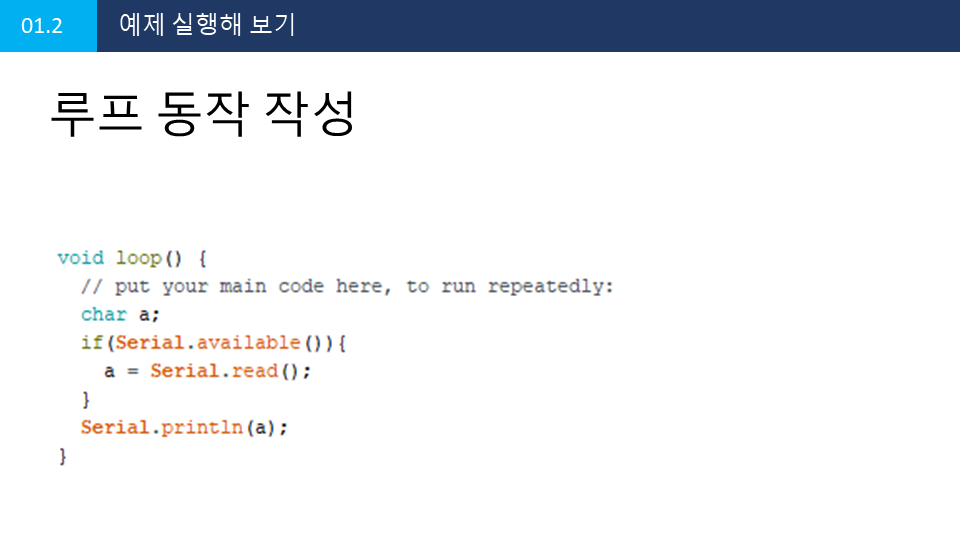 01.2
예제 실행해 보기
루프 동작 작성
void loop() {
// put your main code here, to run repeatedly:
char a;
if(Serial.available()){
a = Serial.read();
}
Serial.println(a);
}